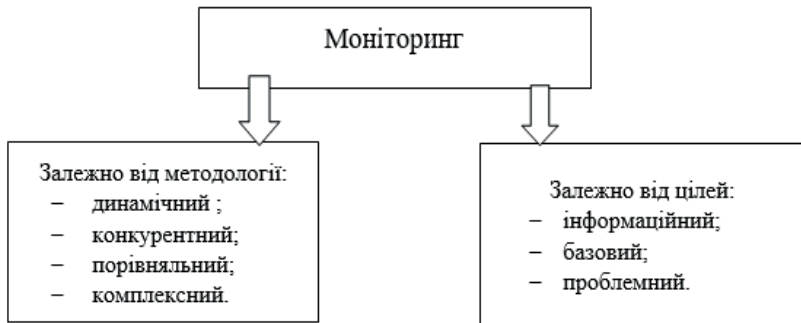 Моніторинг
Залежно від методології:
– динамічний ;
– конкурентний;
– порівняльний;
– комплексний.
Залежно від цілей:
– інформаційний;
– базовий;
– проблемний.